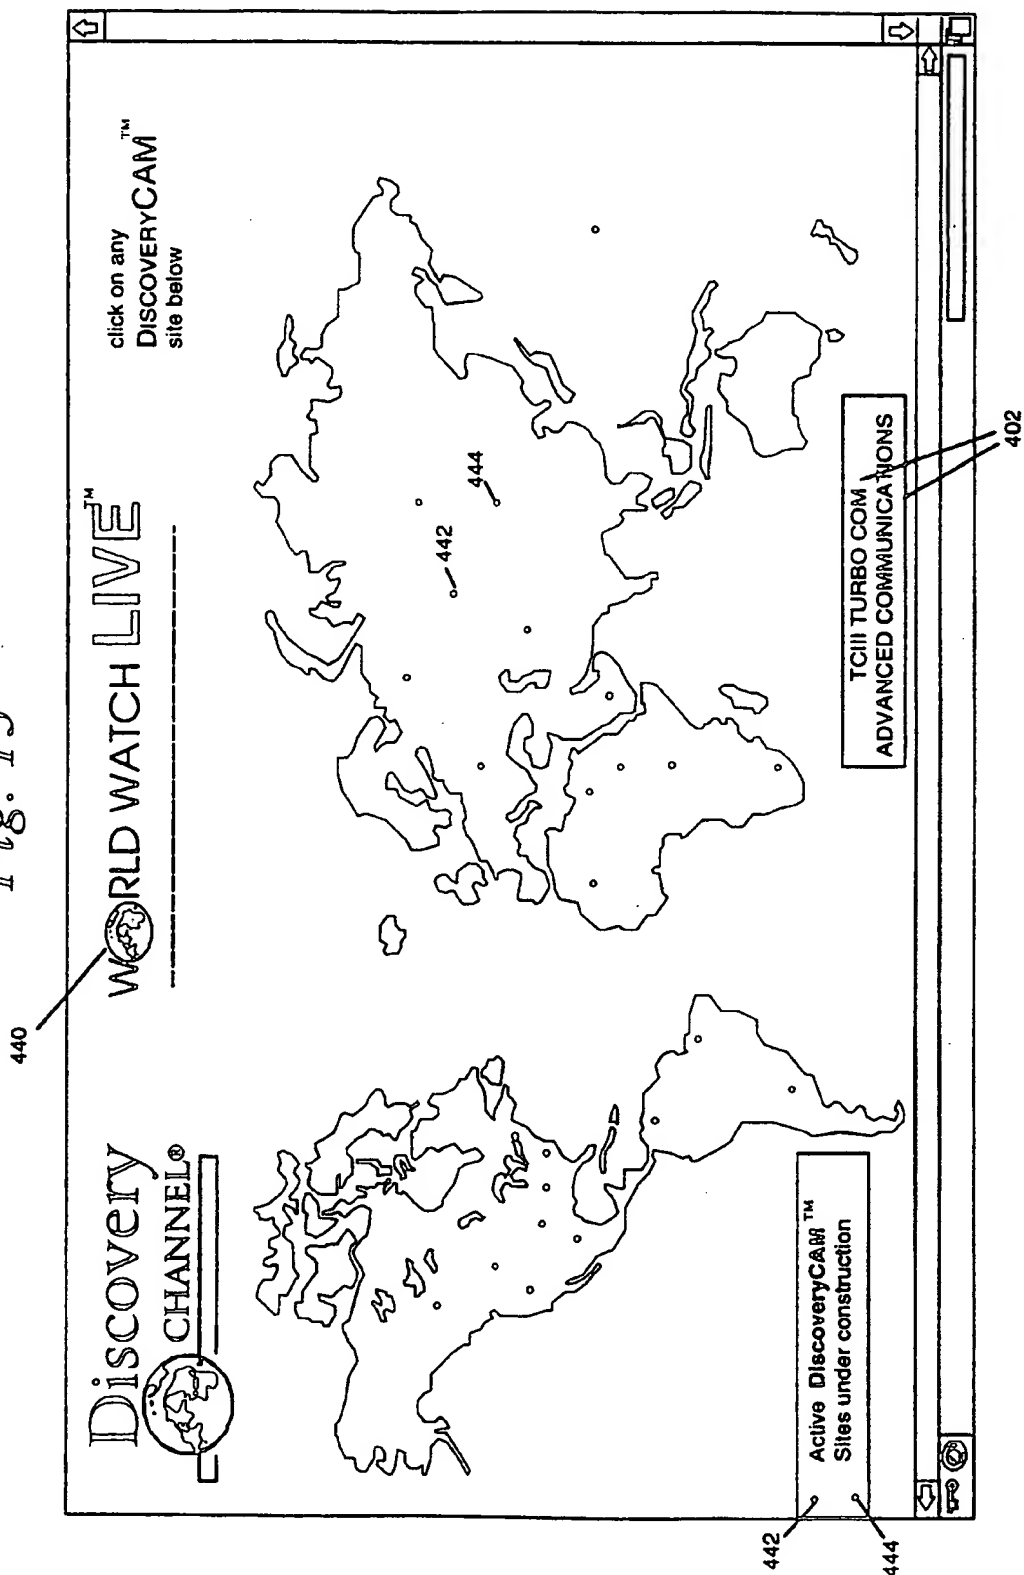 440
Discovery
CHANNEL®
WORLD WATCH LIVE™
click on any
DISCOVERYCAM™
site below
442
444
442
444
Active DiscoveryCAM™
Sites under construction
TCIII TURBO COM
ADVANCED COMMUNICATIONS
402